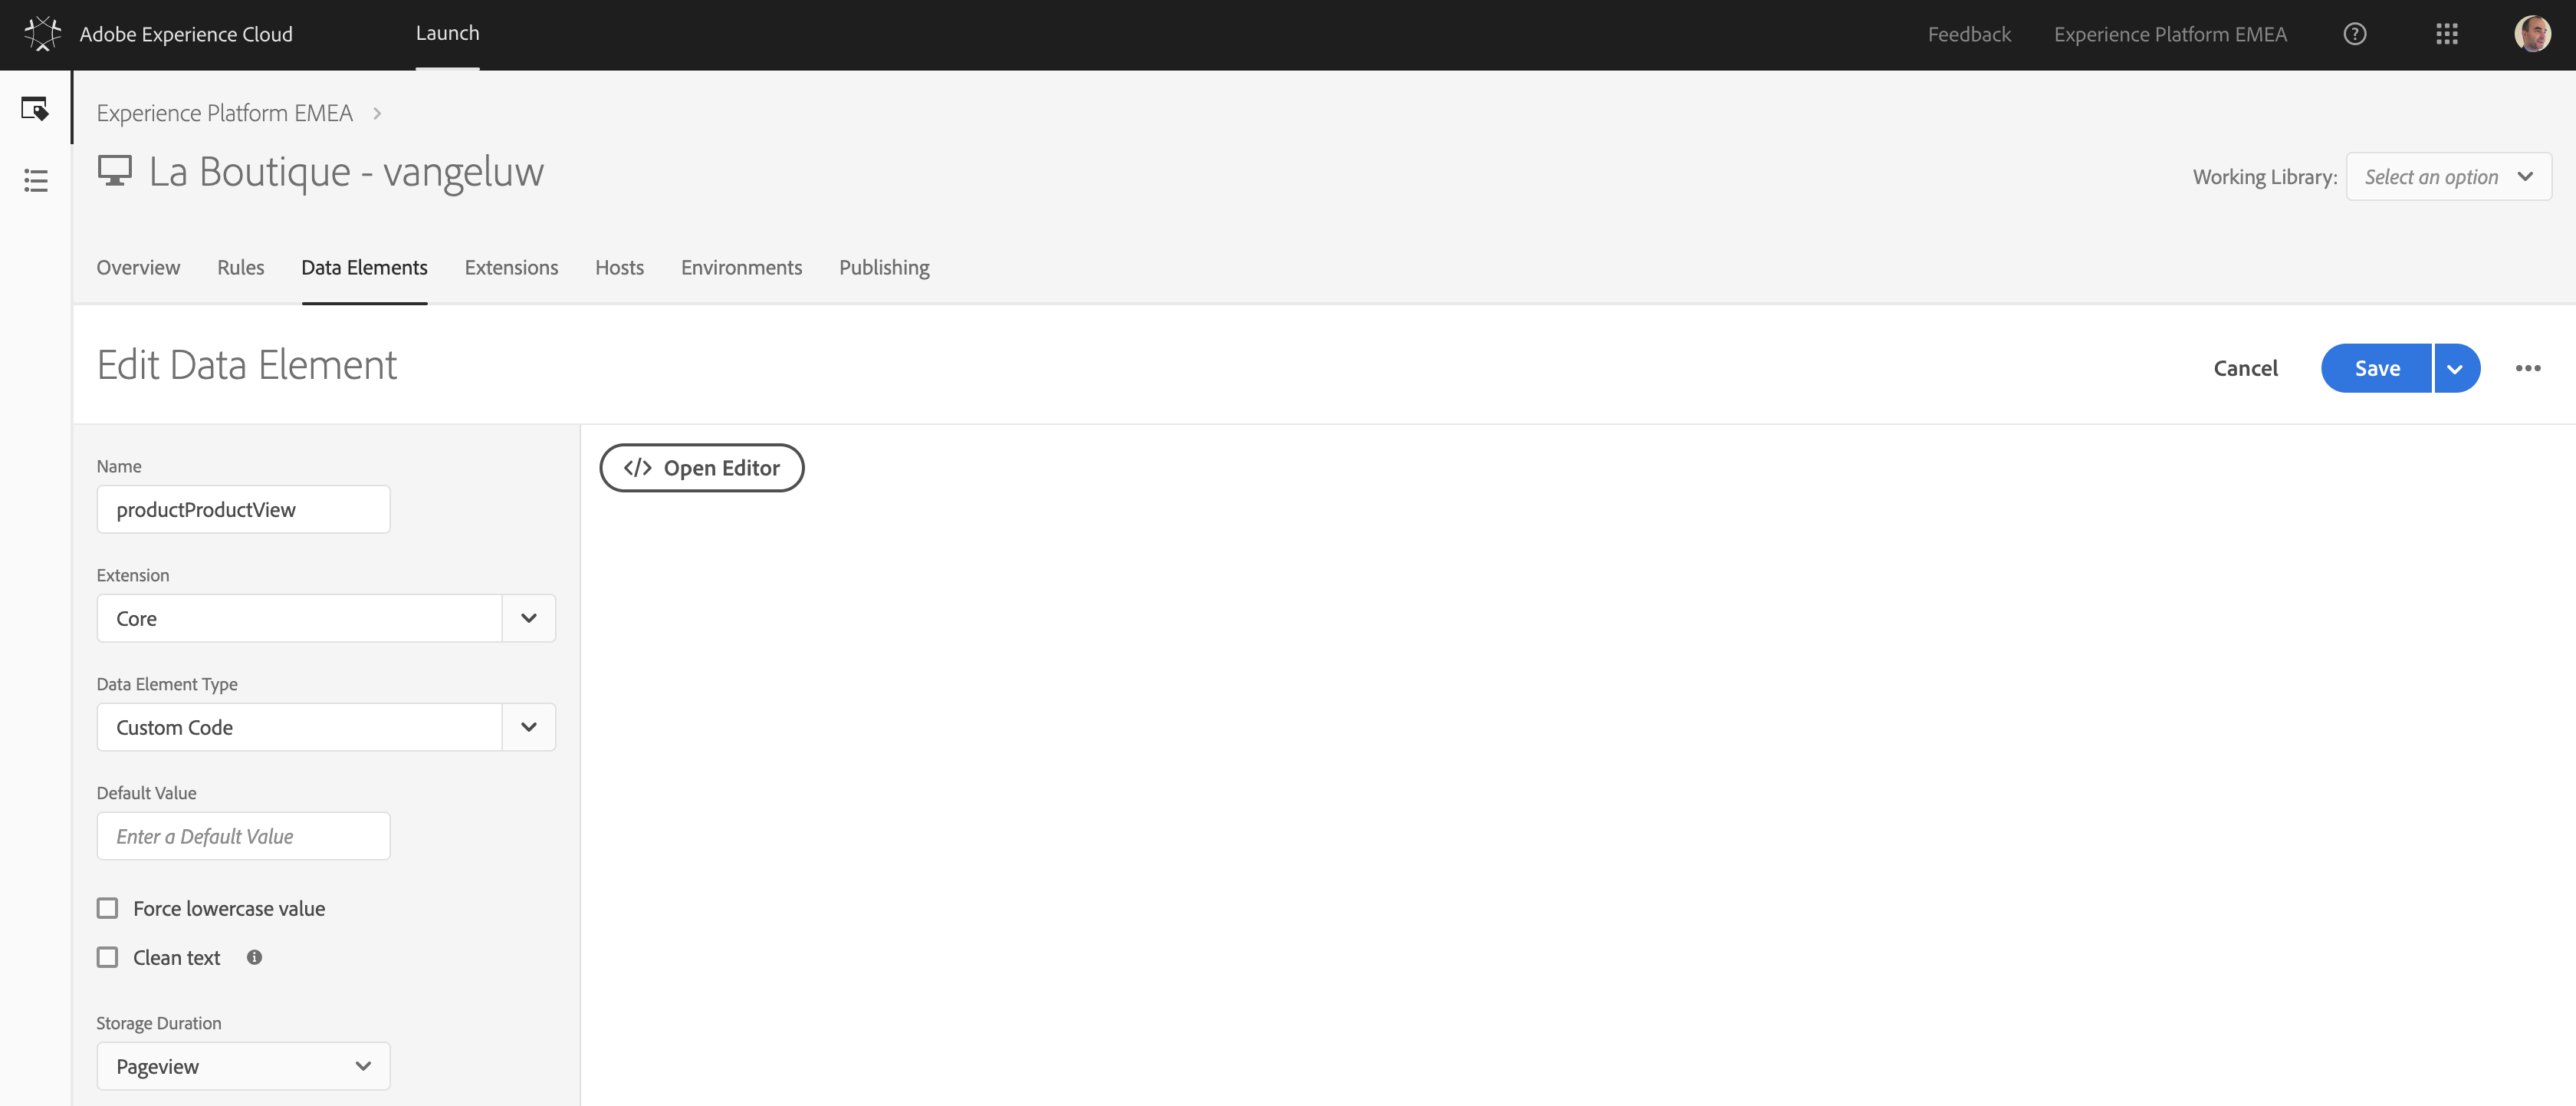 Adobe Experience Cloud
Launch
Feedback
Experience Platform EMEA
Experience Platform EMEA
La Boutique - vangeluw
Working Library:
Select an option
Overview
Rules
Data Elements
Extensions
Hosts
Environments
Publishing
Edit Data Element
Cancel
Save
Name
productProductView
</> Open Editor
Extension
Core
Data Element Type
Custom Code
Default Value
Enter a Default Value
Force lowercase value
Clean text
Storage Duration
Pageview